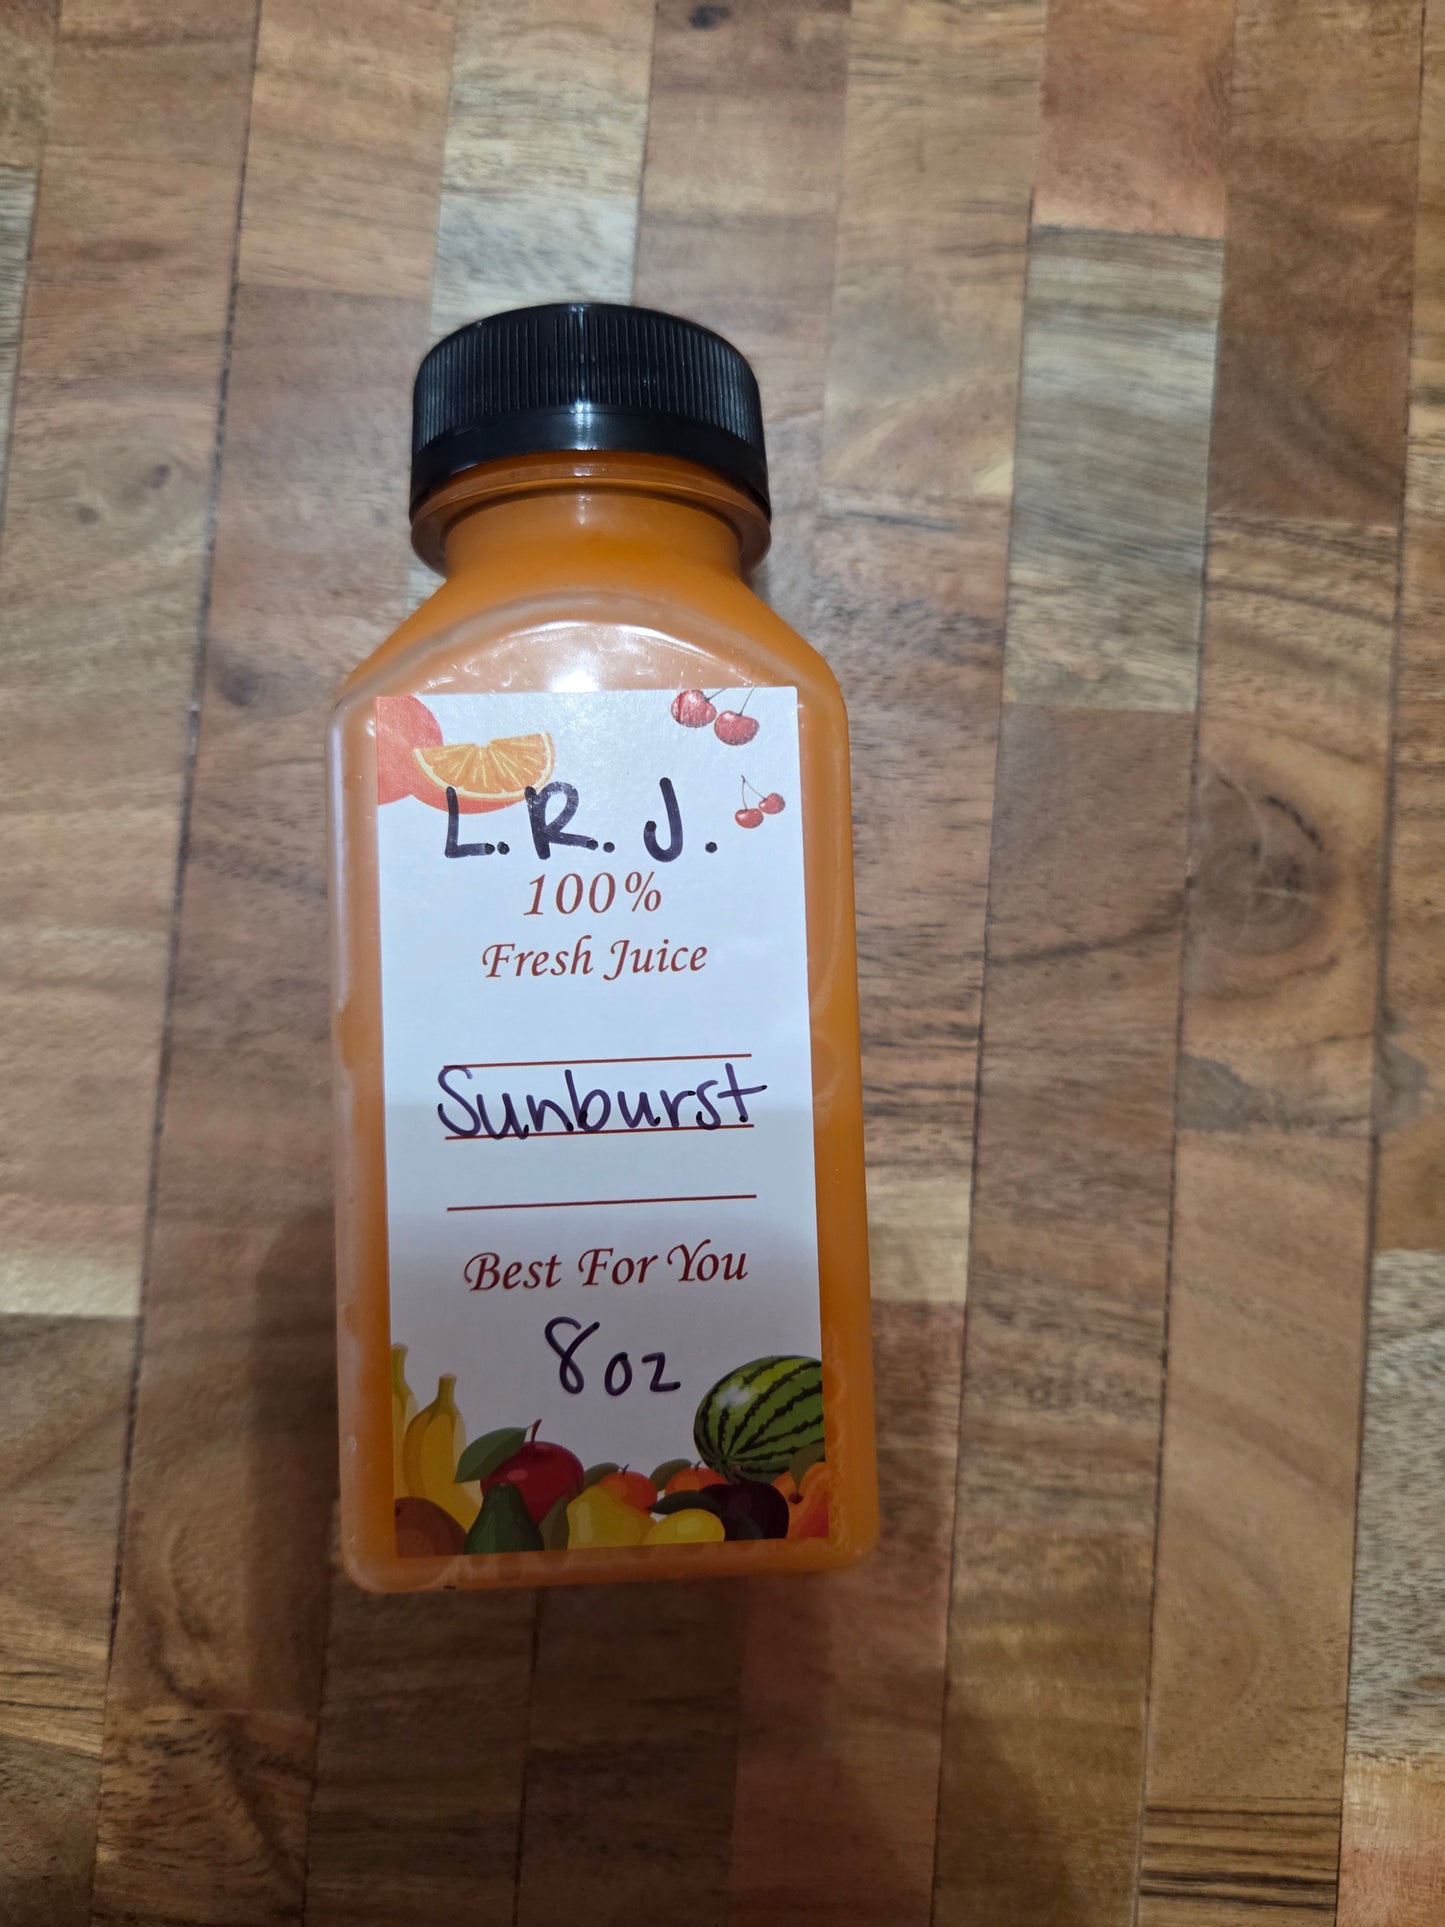 L. R. J.
100%
Fresh Juice
Sunburst
Best For You
8oz